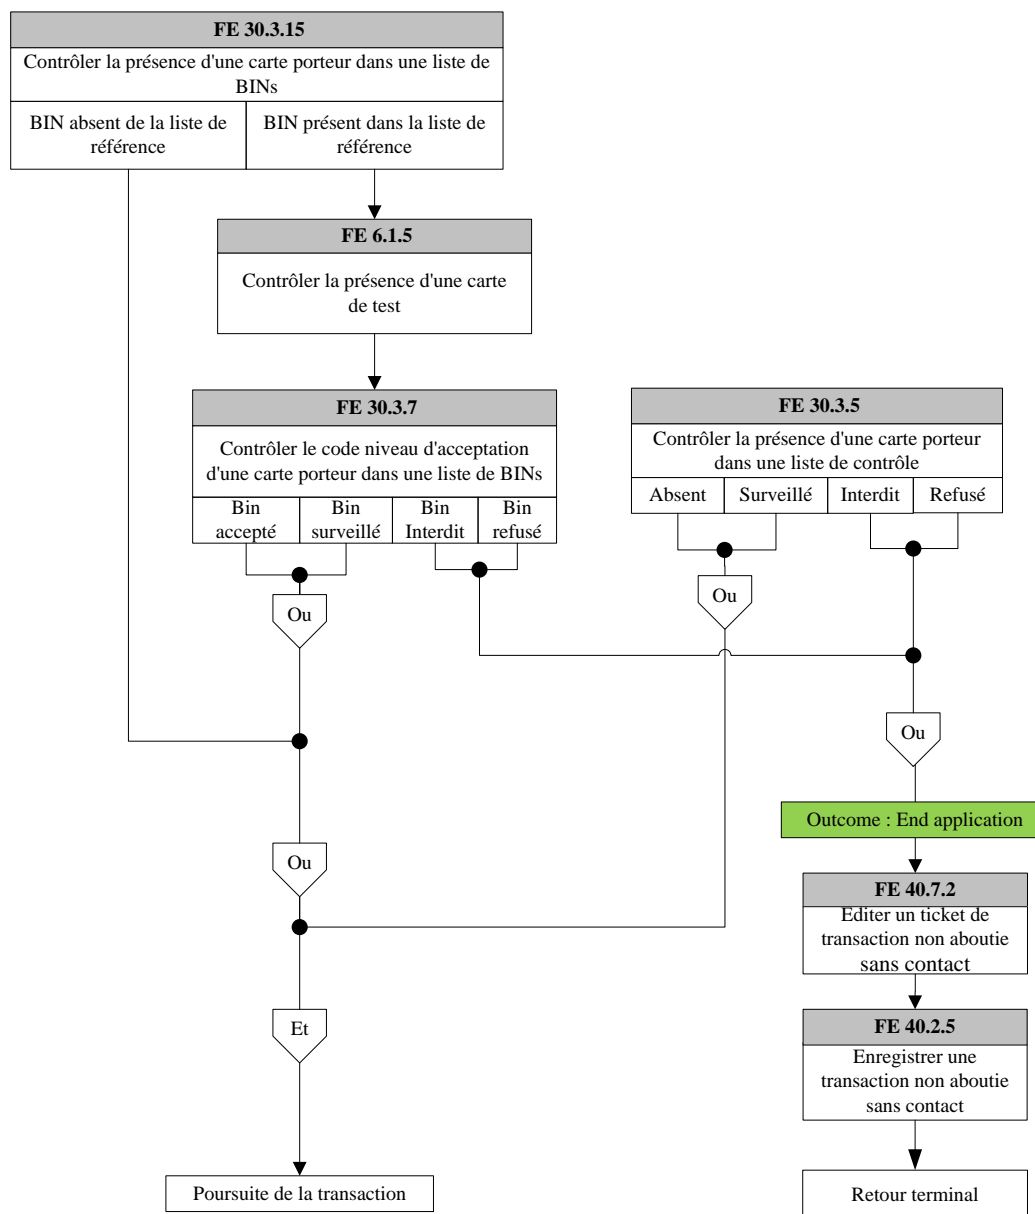 FE 30.3.15
Contrôler la présence d'une carte porteur dans une liste de
BINs
BIN absent de la liste de
référence
BIN présent dans la liste de
référence
FE 6.1.5
Contrôler la présence d'une carte
de test
FE 30.3.7
Contrôler le code niveau d'acceptation
d'une carte porteur dans une liste de BINs
Bin
accepté
Bin
surveillé
Bin
Interdit
Bin
refusé
FE 30.3.5
Contrôler la présence d'une carte porteur
dans une liste de contrôle
Absent
Surveillé
Interdit
Refusé
Ou
Ou
Ou
Outcome : End application
Ou
FE 40.7.2
Editer un ticket de
transaction non aboutie
sans contact
FE 40.2.5
Enregistrer une
transaction non aboutie
sans contact
Et
Poursuite de la transaction
Retour terminal